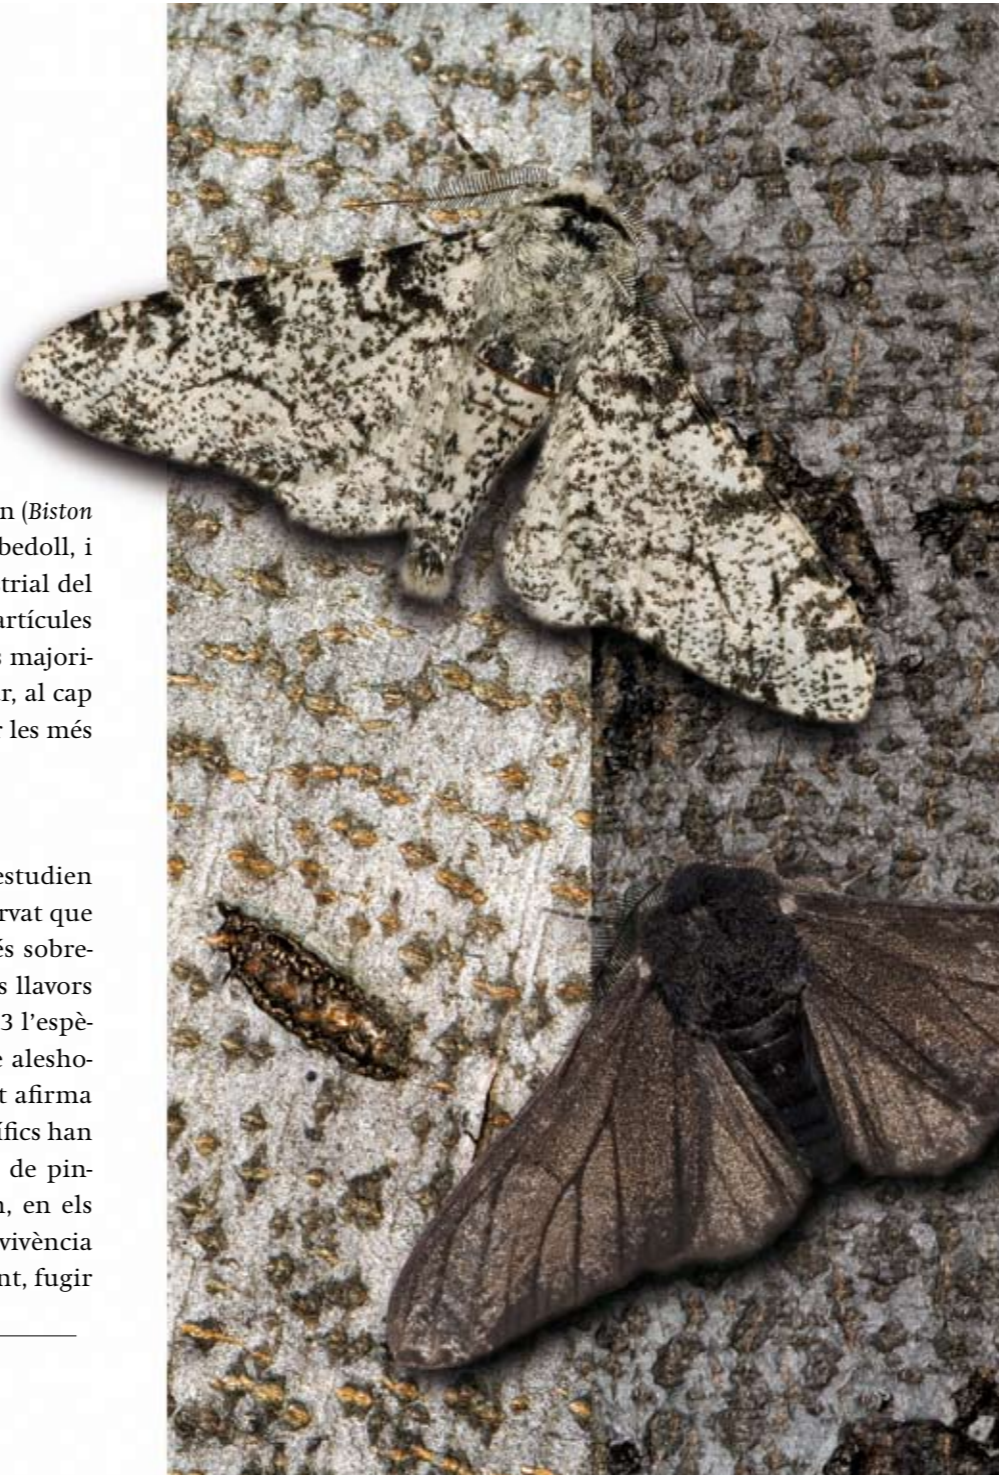 n (Biston
bedoll, i
trial del
artícules
s majori-
r, al cap
r les més
estudien
rvat que
és sobre-
s llavors
3 l’espè-
e alesho-
t afirma
ífics han
de pin-
n, en els
vivència
nt, fugir